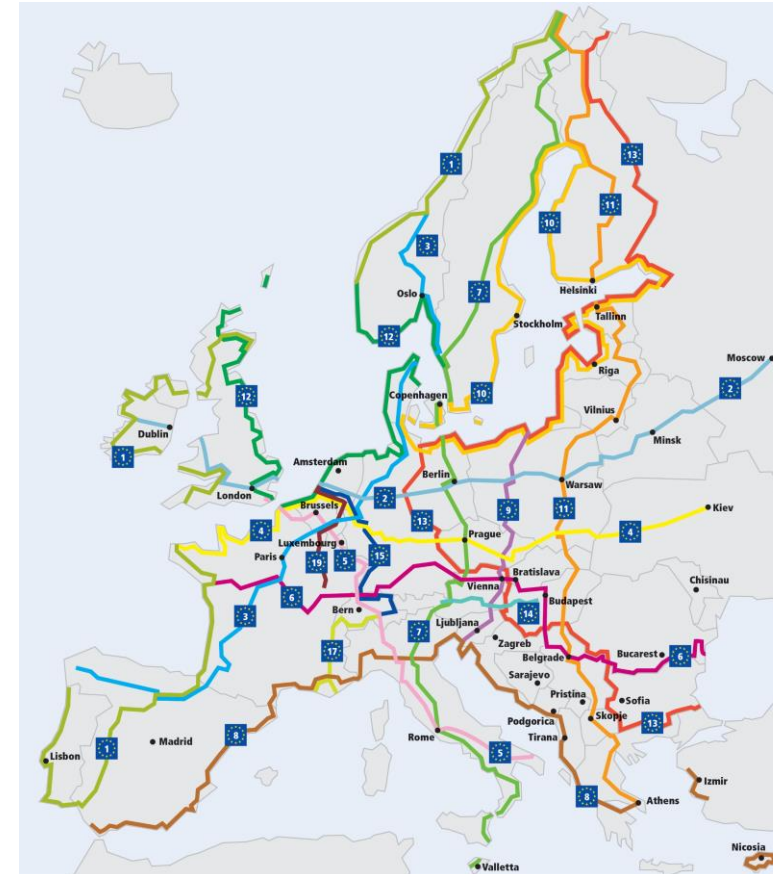 1
13
11
10
3
7
Oslo
Helsinki
Tallinn
Stockholm
12
Riga
Moscow
2
10
Copenhagen
12
Vilnius
Minsk
Dublin
1
Amsterdam
London
Berlin
2
Warsaw
Brussels
9
11
Kiev
4
13
Prague
4
Luxembourg
5
15
Paris
19
Bratislava
Vienna
Chisinau
6
Budapest
Bern
14
3
7
Ljubljana
Zagreb
17
Belgrade
Bucarest
6
Sarajevo
Pristina
Sofia
Podgorica
Skopje
13
Rome
Tirana
Madrid
8
1
Lisbon
5
8
Athens
Izmir
Nicosia
Valletta